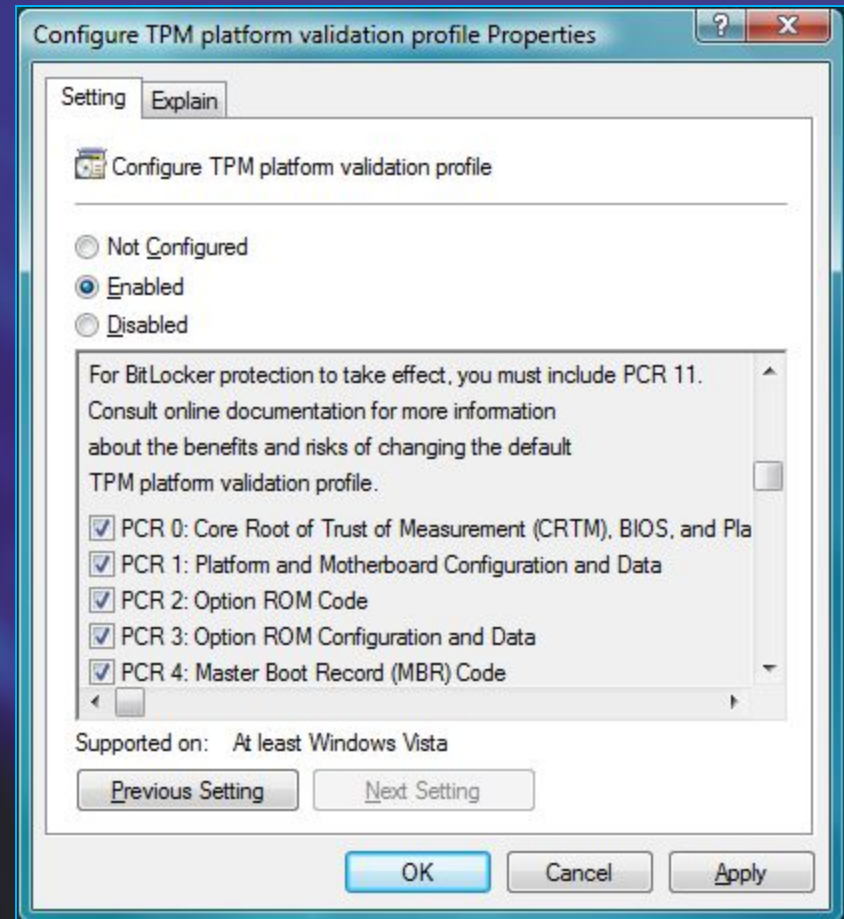 Configure TPM platform validation profile Properties
?
X
Setting
Explain
Configure TPM platform validation profile
Not Configured
Enabled
Disabled
For BitLocker protection to take effect, you must include PCR 11.
Consult online documentation for more information
about the benefits and risks of changing the default
TPM platform validation profile.
PCR 0: Core Root of Trust of Measurement (CRTM), BIOS, and Pla
PCR 1: Platform and Motherboard Configuration and Data
PCR 2: Option ROM Code
PCR 3: Option ROM Configuration and Data
PCR 4: Master Boot Record (MBR) Code
Supported on: At least Windows Vista
Previous Setting
Next Setting
OK
Cancel
Apply